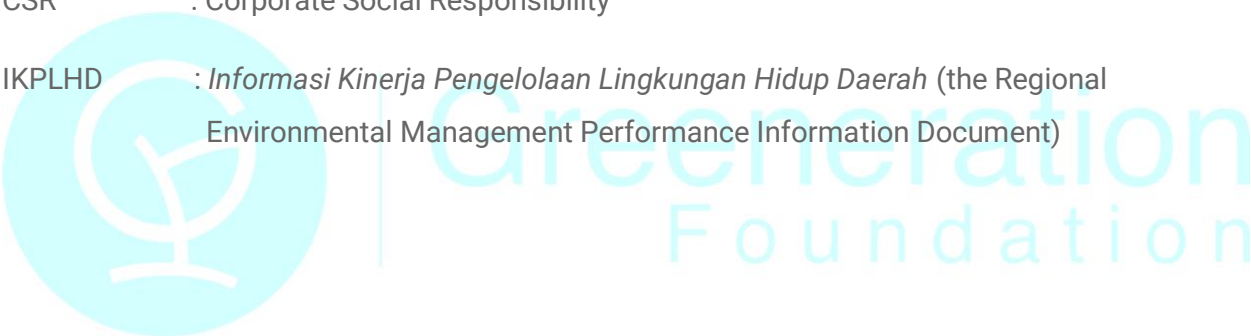 CSR : Corporate Social Responsibility
IKPLHD : Informasi Kinerja Pengelolaan Lingkungan Hidup Daerah (the Regional
Environmental Management Performance Information Document)
Greeneration
Foundation